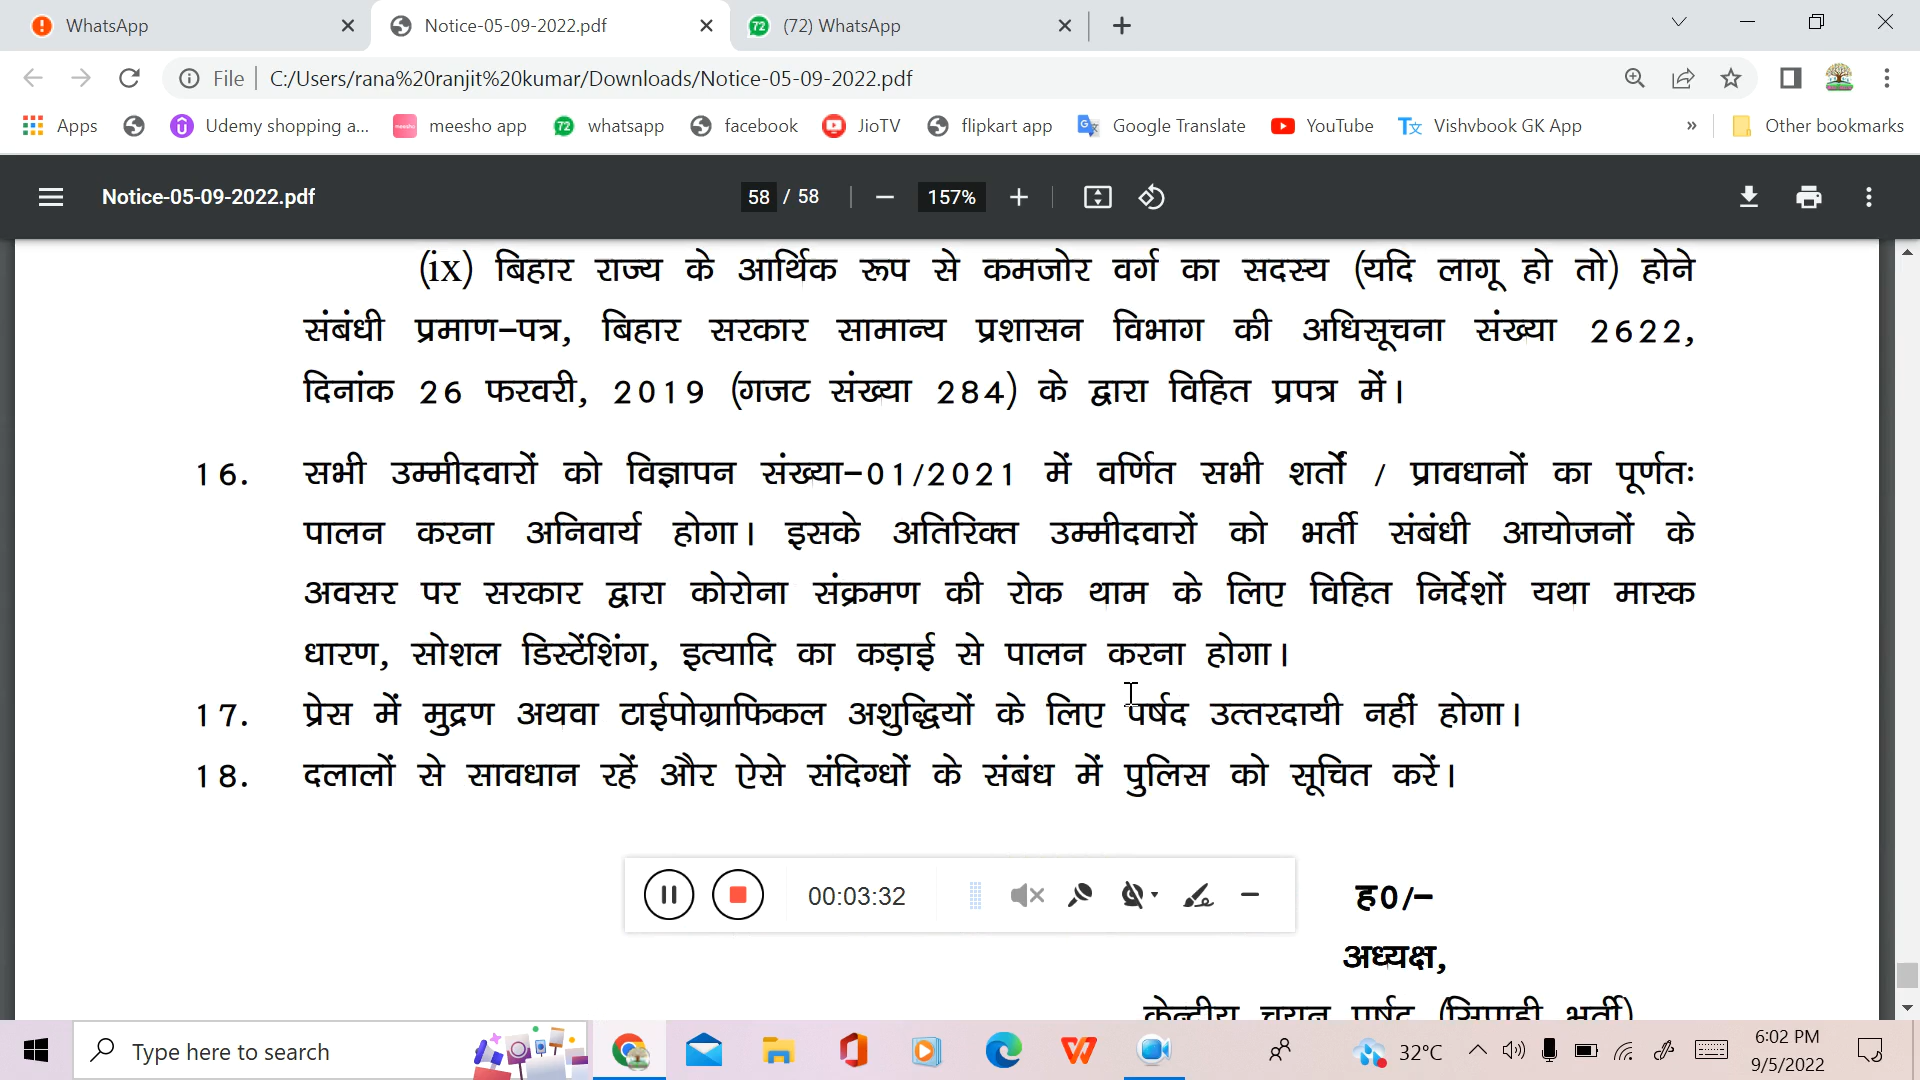 WhatsApp
Notice-05-09-2022.pdf
72
(72) WhatsApp
File
C:/Users/rana%20ranjit%20kumar/Downloads/Notice-05-09-2022.pdf
Apps
Udemy shopping a...
meesho app
72 whatsapp
facebook
JioTV
flipkart app
Google Translate
YouTube
Vishvbook GK App
»
Other bookmarks
Notice-05-09-2022.pdf
58 / 58
157%
(ix) बिहार राज्य के आर्थिक रूप से कमजोर वर्ग का सदस्य (यदि लागू हो तो) होने
संबंधी प्रमाण-पत्र, बिहार सरकार सामान्य प्रशासन विभाग की अधिसूचना संख्या 2622,
दिनांक 26 फरवरी, 2019 (गजट संख्या 284) के द्वारा विहित प्रपत्र में।
16. सभी उम्मीदवारों को विज्ञापन संख्या-01/2021 में वर्णित सभी शर्तों / प्रावधानों का पूर्णतः
पालन करना अनिवार्य होगा। इसके अतिरिक्त उम्मीदवारों को भर्ती संबंधी आयोजनों के
अवसर पर सरकार द्वारा कोरोना संक्रमण की रोक थाम के लिए विहित निर्देशों यथा मास्क
धारण, सोशल डिस्टेंशिंग, इत्यादि का कड़ाई से पालन करना होगा।
17. प्रेस में मुद्रण अथवा टाईपोग्राफिकल अशुद्धियों के लिए पर्षद उत्तरदायी नहीं होगा।
18. दलालों से सावधान रहें और ऐसे संदिग्धों के संबंध में पुलिस को सूचित करें।
00:03:32
ह0/-
अध्यक्ष,
केन्द्रीय चयन पर्षद (सिपाही भर्ती)
Type here to search
32°C
6:02 PM
9/5/2022